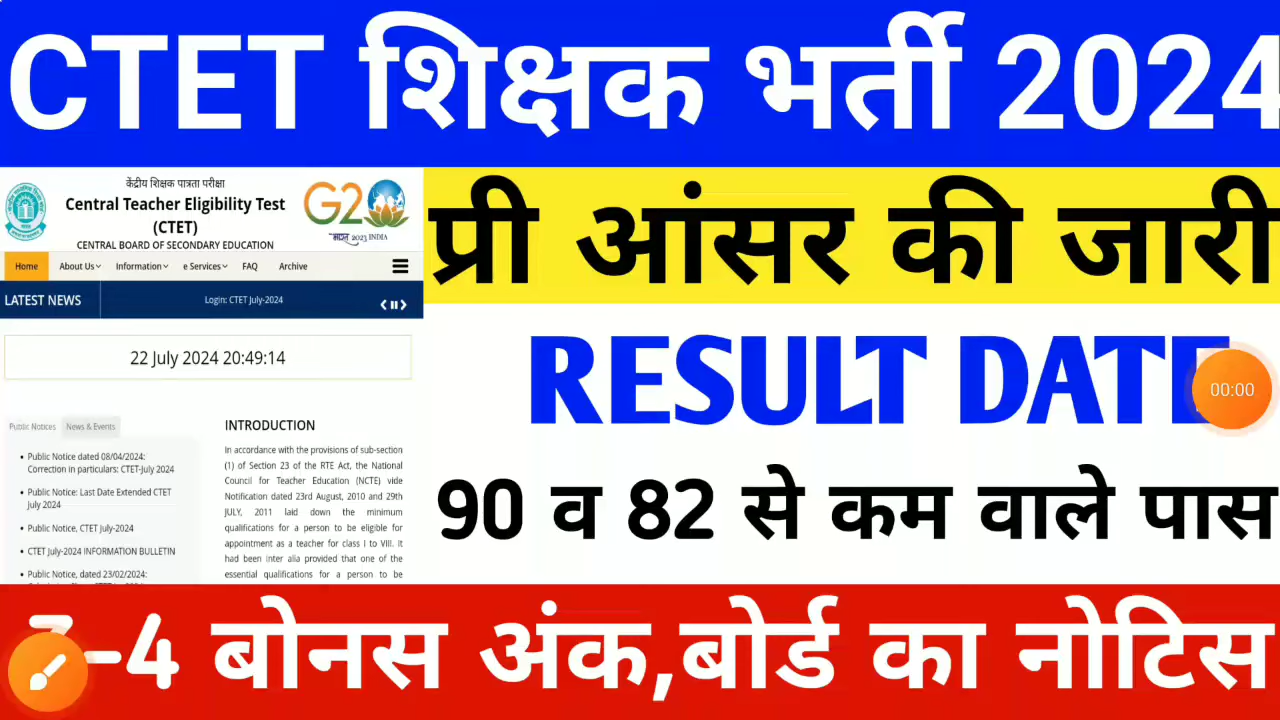 CTET शिक्षक भर्ती 2024
केंद्रीय शिक्षक पात्रता परीक्षा
Central Teacher Eligibility Test
(CTET)
CENTRAL BOARD OF SECONDARY EDUCATION
G20
भारत 2023 INDIA
Home About Us Information e Services FAQ Archive
LATEST NEWS
Login: CTET July-2024
22 July 2024 20:49:14
Public Notices News & Events
Public Notice dated 08/04/2024:
Correction in particulars: CTET-July 2024
Public Notice: Last Date Extended CTET
July 2024
Public Notice, CTET July-2024
CTET July-2024 INFORMATION BULLETIN
Public Notice, dated 23/02/2024:
INTRODUCTION
In accordance with the provisions of sub-section
(1) of Section 23 of the RTE Act, the National
Council for Teacher Education (NCTE) vide
Notification dated 23rd August, 2010 and 29th
JULY, 2011 laid down the minimum
qualifications for a person to be eligible for
appointment as a teacher for class I to VIII. It
had been inter alia provided that one of the
essential qualifications for a person to be
प्री आंसर की जारी
RESULT DATE
00:00
90 व 82 से कम वाले पास
-4 बोनस अंक,बोर्ड का नोटिस